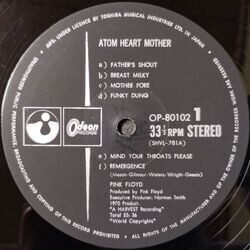 MFD. UNDER LICENCE BY TOSHIBA MUSICAL INDUSTRIES LTD. IN JAPAN
ATOM HEART MOTHER
a) FATHER'S SHOUT
b) BREAST MILKY
c) MOTHER FORE
d) FUNKY DUNG
Odeon
OP-80102 1
33⅓ RPM STEREO
(SHVL-781A)
e) MIND YOUR THROATS PLEASE
f) REMERGENCE
(Mason-Gilmour-Waters-Wright-Geesin)
PINK FLOYD
Produced by Pink Floyd
Executive Producer: Norman Smith
1970 Product
"A HARVEST Recording"
Total 23: 36
"World Copyrights"